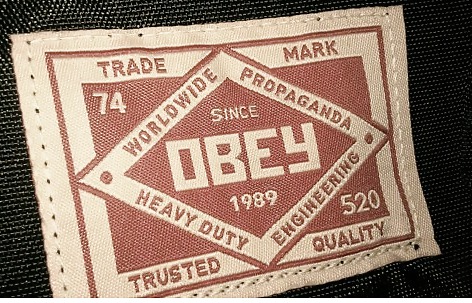 TRADE MARK
74
WORLDWIDE PROPAGANDA
SINCE
OBEY
1989
HEAVY DUTY ENGINEERING
520
TRUSTED QUALITY